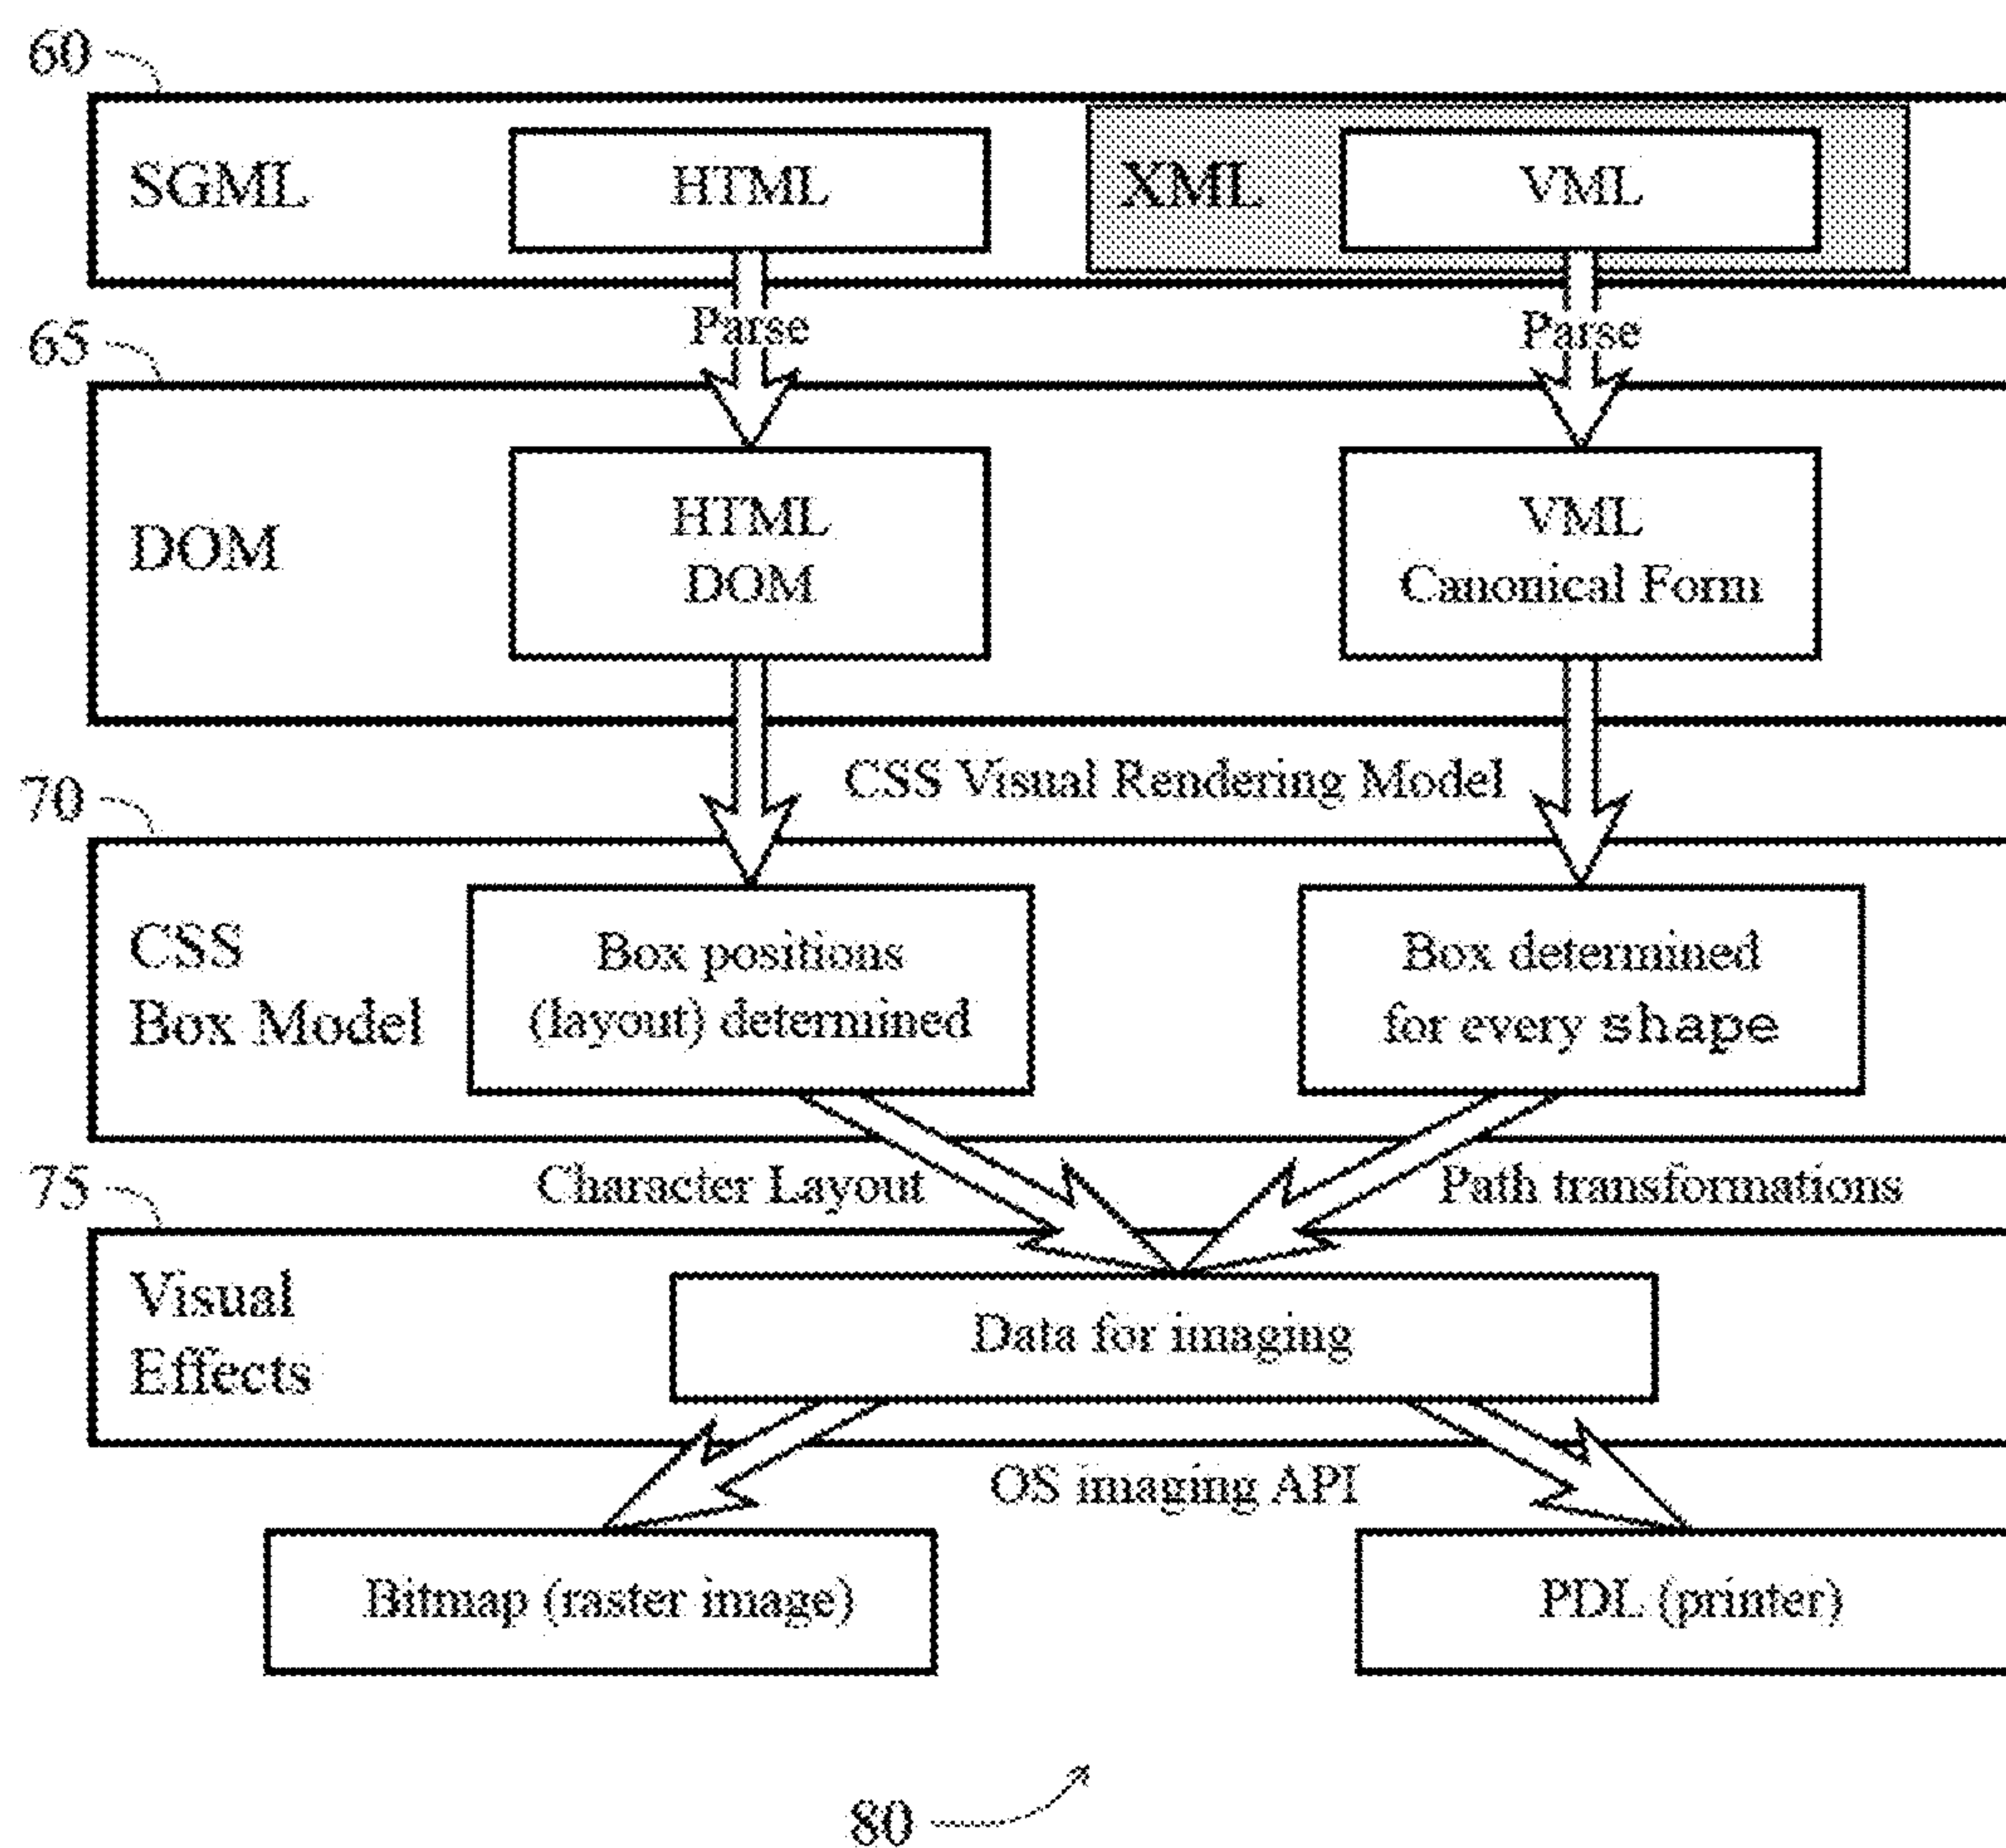 60
SGML
HTML
XML
VML
Parse
Parse
65
DOM
HTML
DOM
VML
Canonical Form
CSS Visual Rendering Model
70
CSS
Box Model
Box positions
(layout) determined
Box determined
for every shape
Character Layout
Path transformations
75
Visual
Effects
Data for imaging
OS imaging API
Bitmap (raster image)
PDL (printer)
80